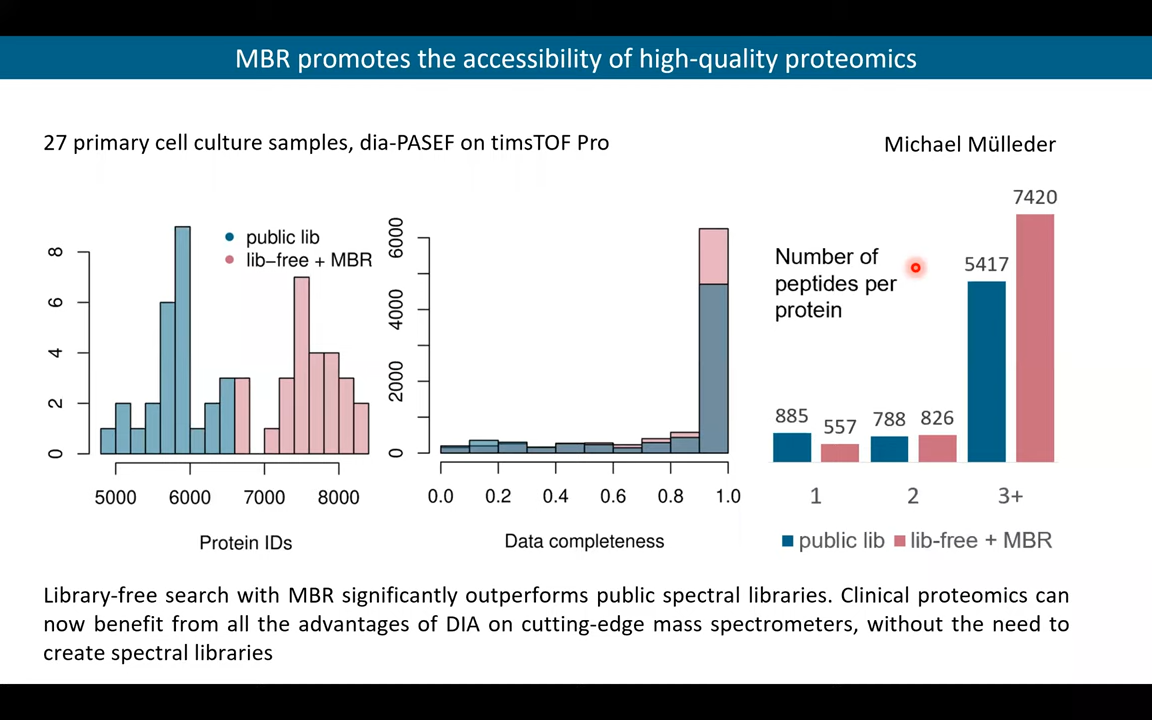 MBR promotes the accessibility of high-quality proteomics
27 primary cell culture samples, dia-PASEF on timsTOF Pro
Michael Mülleder
public lib
lib-free + MBR
8
6
4
2
0
5000 6000 7000 8000
Protein IDs
6000
4000
2000
0
0.0 0.2 0.4 0.6 0.8 1.0
Data completeness
Number of
peptides per
protein
885 557 788 826 5417 7420
1 2 3+
public lib lib-free + MBR
Library-free search with MBR significantly outperforms public spectral libraries. Clinical proteomics can
now benefit from all the advantages of DIA on cutting-edge mass spectrometers, without the need to
create spectral libraries